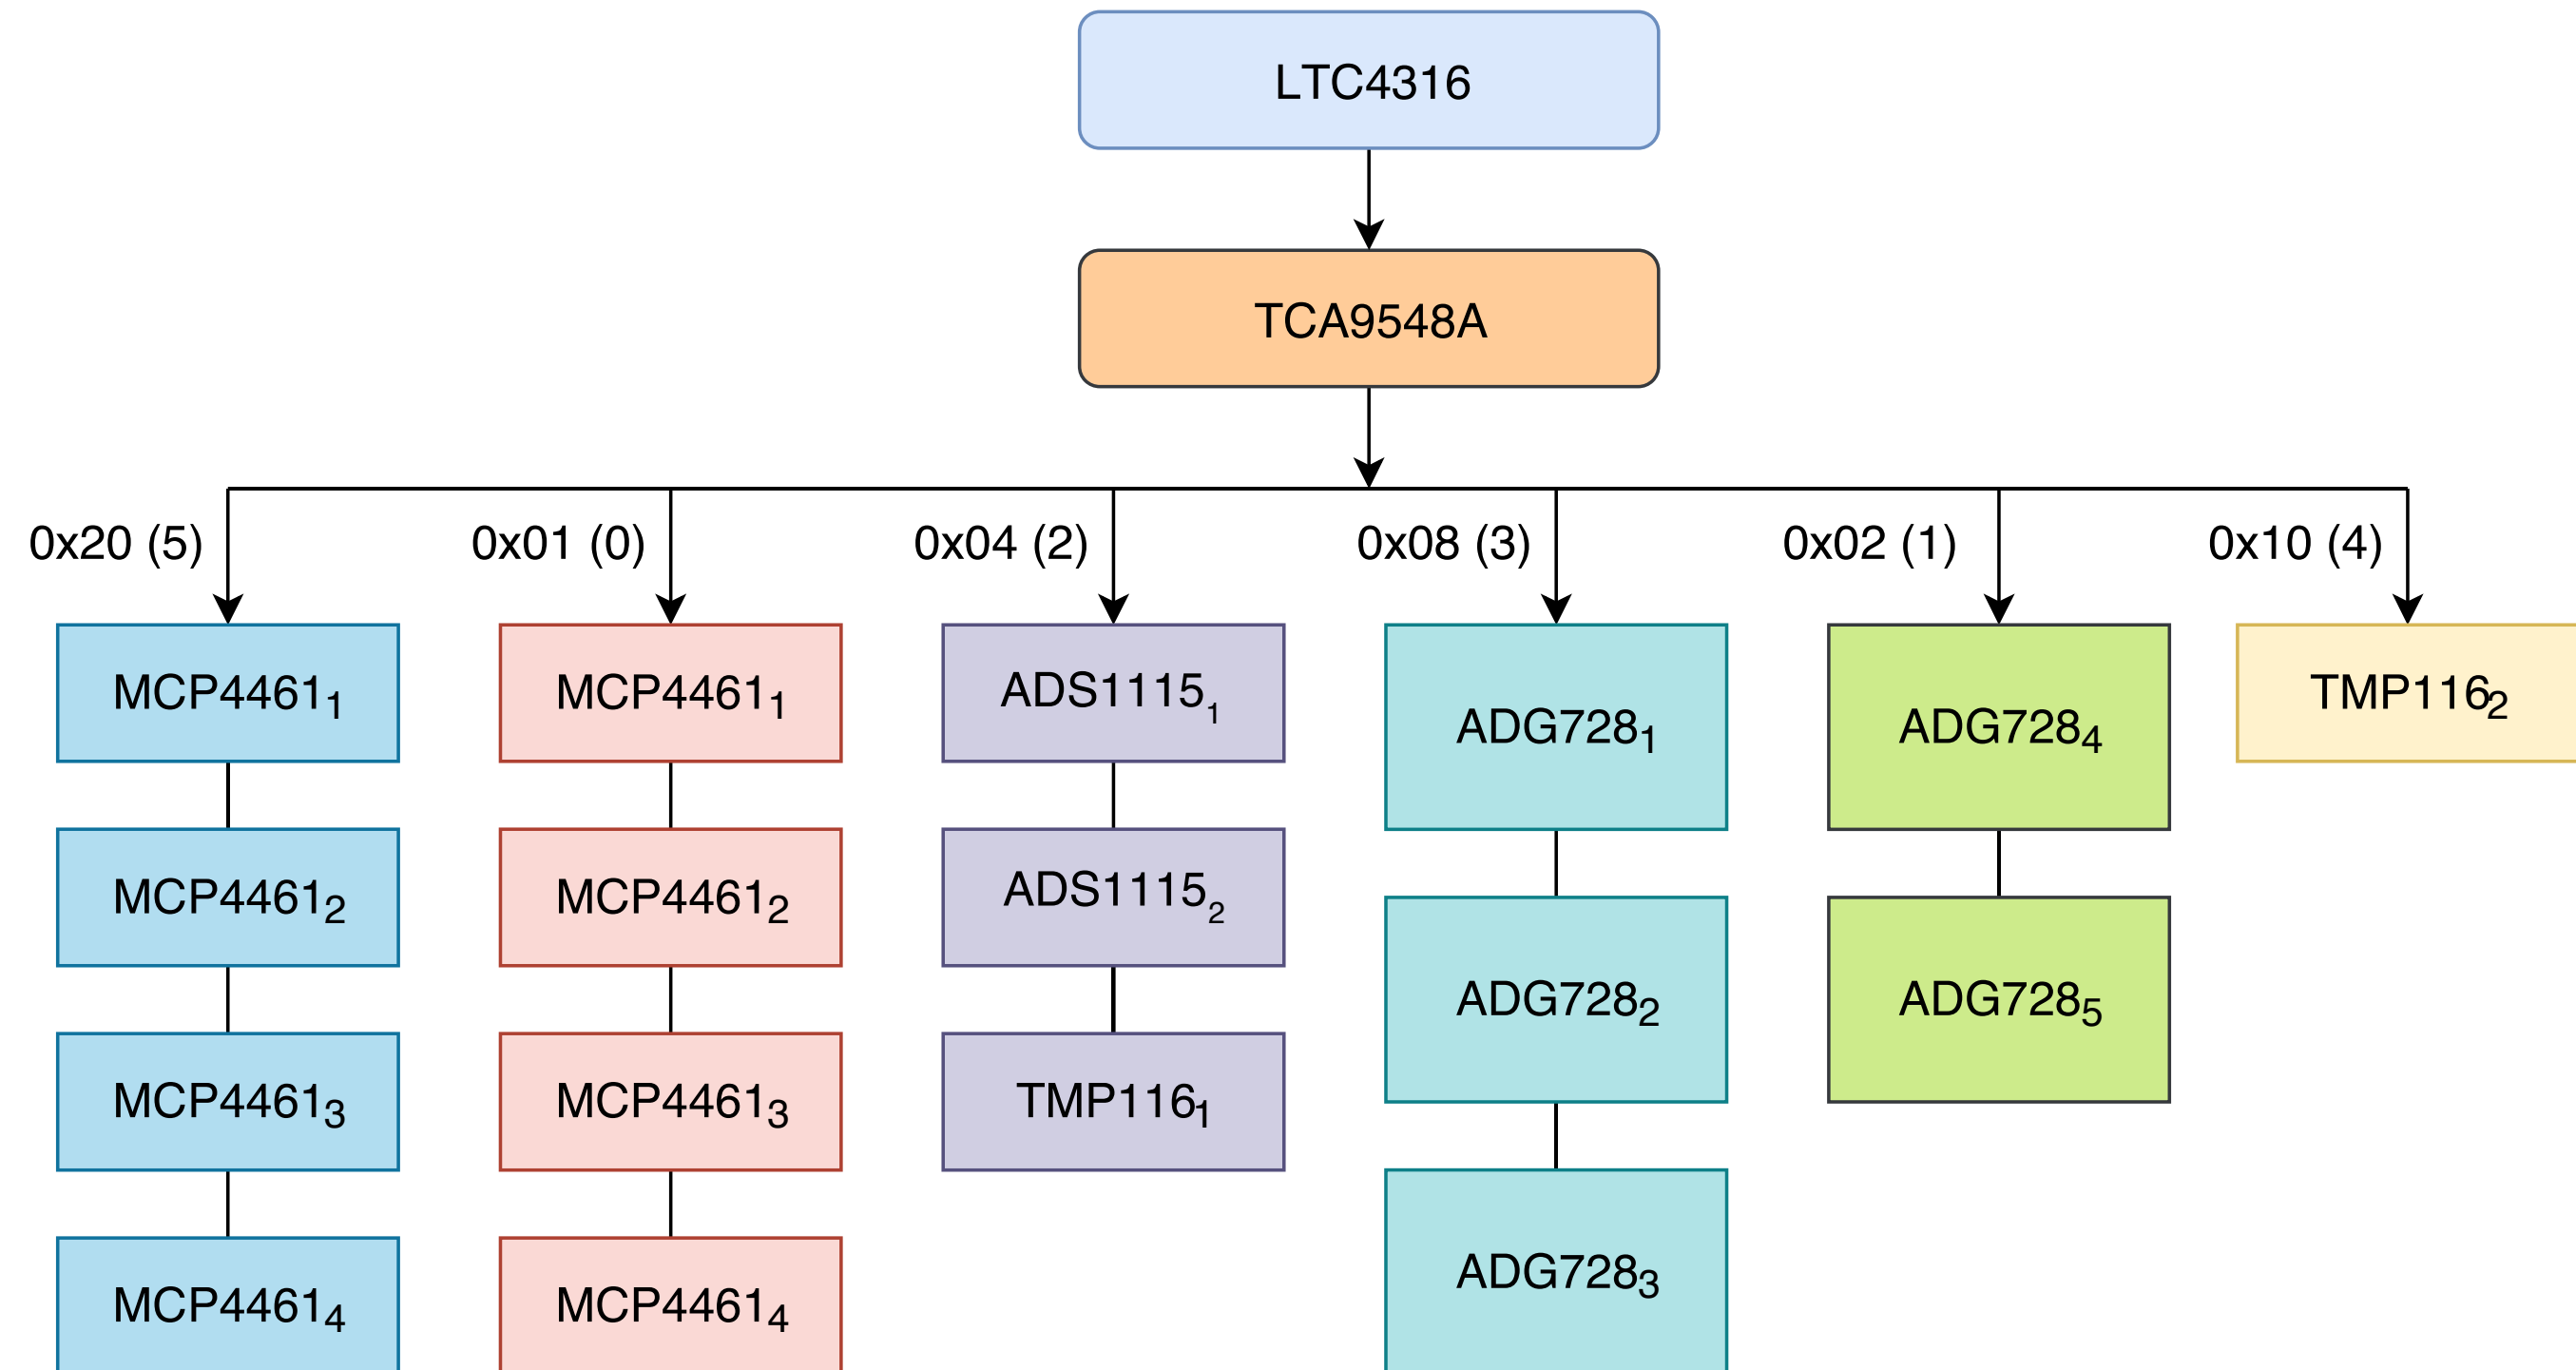 LTC4316
TCA9548A
0x20 (5)
0x01 (0)
0x04 (2)
0x08 (3)
0x02 (1)
0x10 (4)
MCP4461₁
MCP4461₂
MCP4461₃
MCP4461₄
MCP4461₁
MCP4461₂
MCP4461₃
MCP4461₄
ADS1115₁
ADS1115₂
TMP116₁
ADG728₁
ADG728₂
ADG728₃
ADG728₄
ADG728₅
TMP116₂